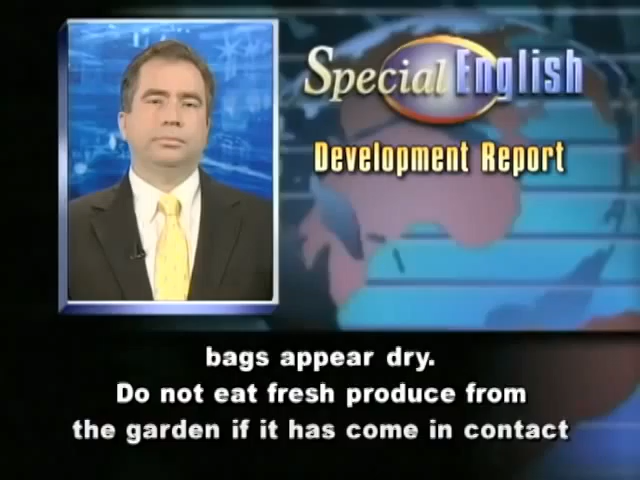 Special English
Development Report
bags appear dry.
Do not eat fresh produce from
the garden if it has come in contact